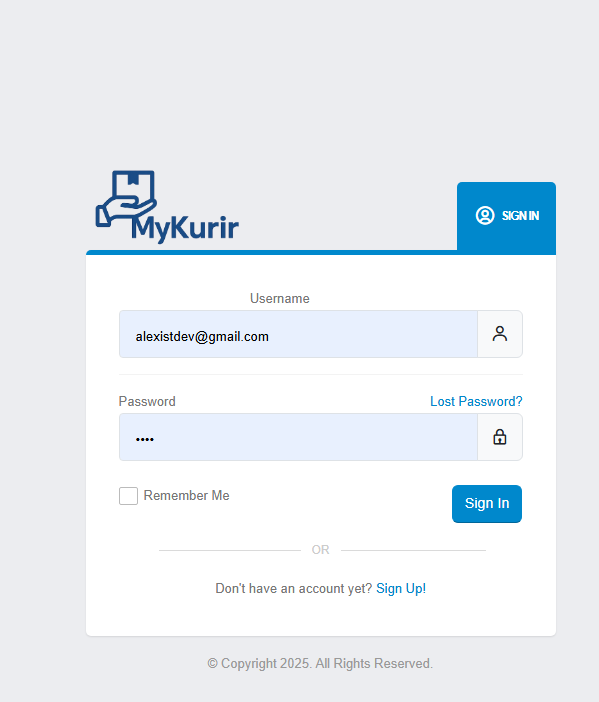 MyKurir
SIGN IN
Username
alexistdev@gmail.com
Password Lost Password?
••••
Remember Me Sign In
OR
Don't have an account yet? Sign Up!
© Copyright 2025. All Rights Reserved.